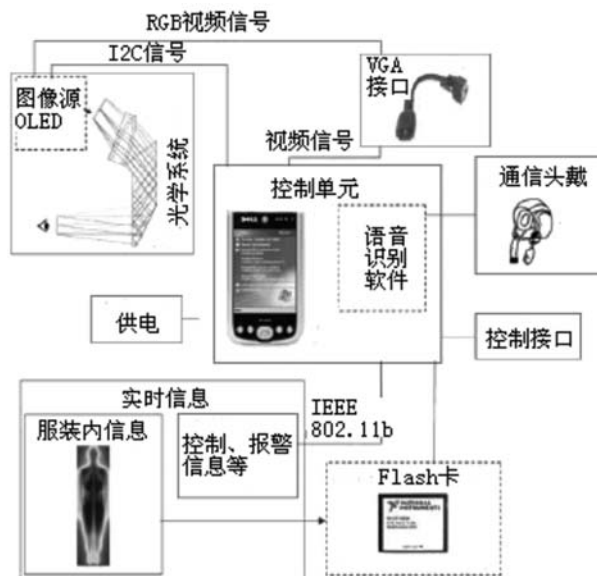 RGB视频信号
I2C信号
VGA
接口
图像源
OLED
光学系统
视频信号
控制单元
通信头戴
语音
识别
软件
供电
控制接口
实时信息
IEEE
802.11b
服装内信息
控制、报警
信息等
Flash卡
DELL
NATIONAL
INSTRUMENTS